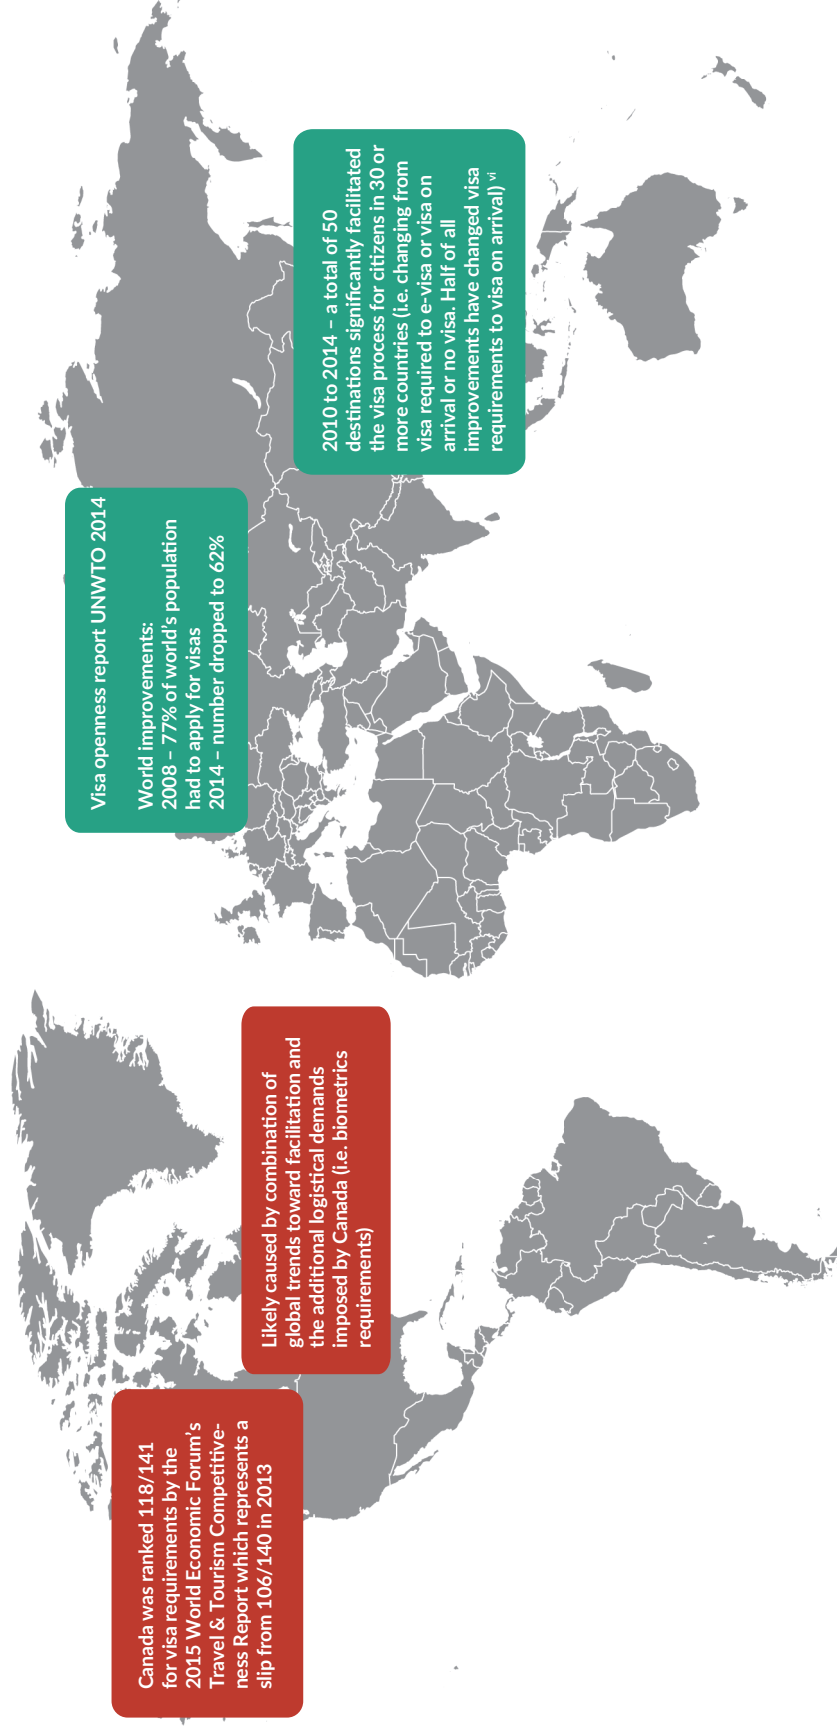 Canada was ranked 118/141
for visa requirements by the
2015 World Economic Forum’s
Travel & Tourism Competitive-
ness Report which represents a
slip from 106/140 in 2013
Likely caused by combination of
global trends toward facilitation and
the additional logistical demands
imposed by Canada (i.e. biometrics
requirements)
Visa openness report UNWTO 2014
World improvements:
2008 – 77% of world’s population
had to apply for visas
2014 – number dropped to 62%
2010 to 2014 – a total of 50
destinations significantly facilitated
the visa process for citizens in 30 or
more countries (i.e. changing from
visa required to e-visa or visa on
arrival or no visa. Half of all
improvements have changed visa
requirements to visa on arrival) vi